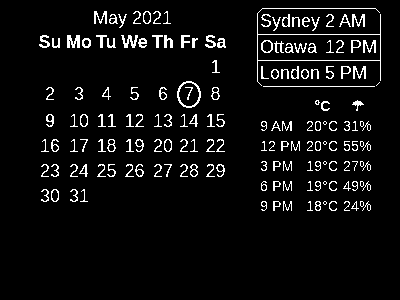 May 2021
Su Mo Tu We Th Fr Sa
1
2 3 4 5 6 7 8
9 10 11 12 13 14 15
16 17 18 19 20 21 22
23 24 25 26 27 28 29
30 31
Sydney 2 AM
Ottawa 12 PM
London 5 PM
°C ☂
9 AM 20°C 31%
12 PM 20°C 55%
3 PM 19°C 27%
6 PM 19°C 49%
9 PM 18°C 24%